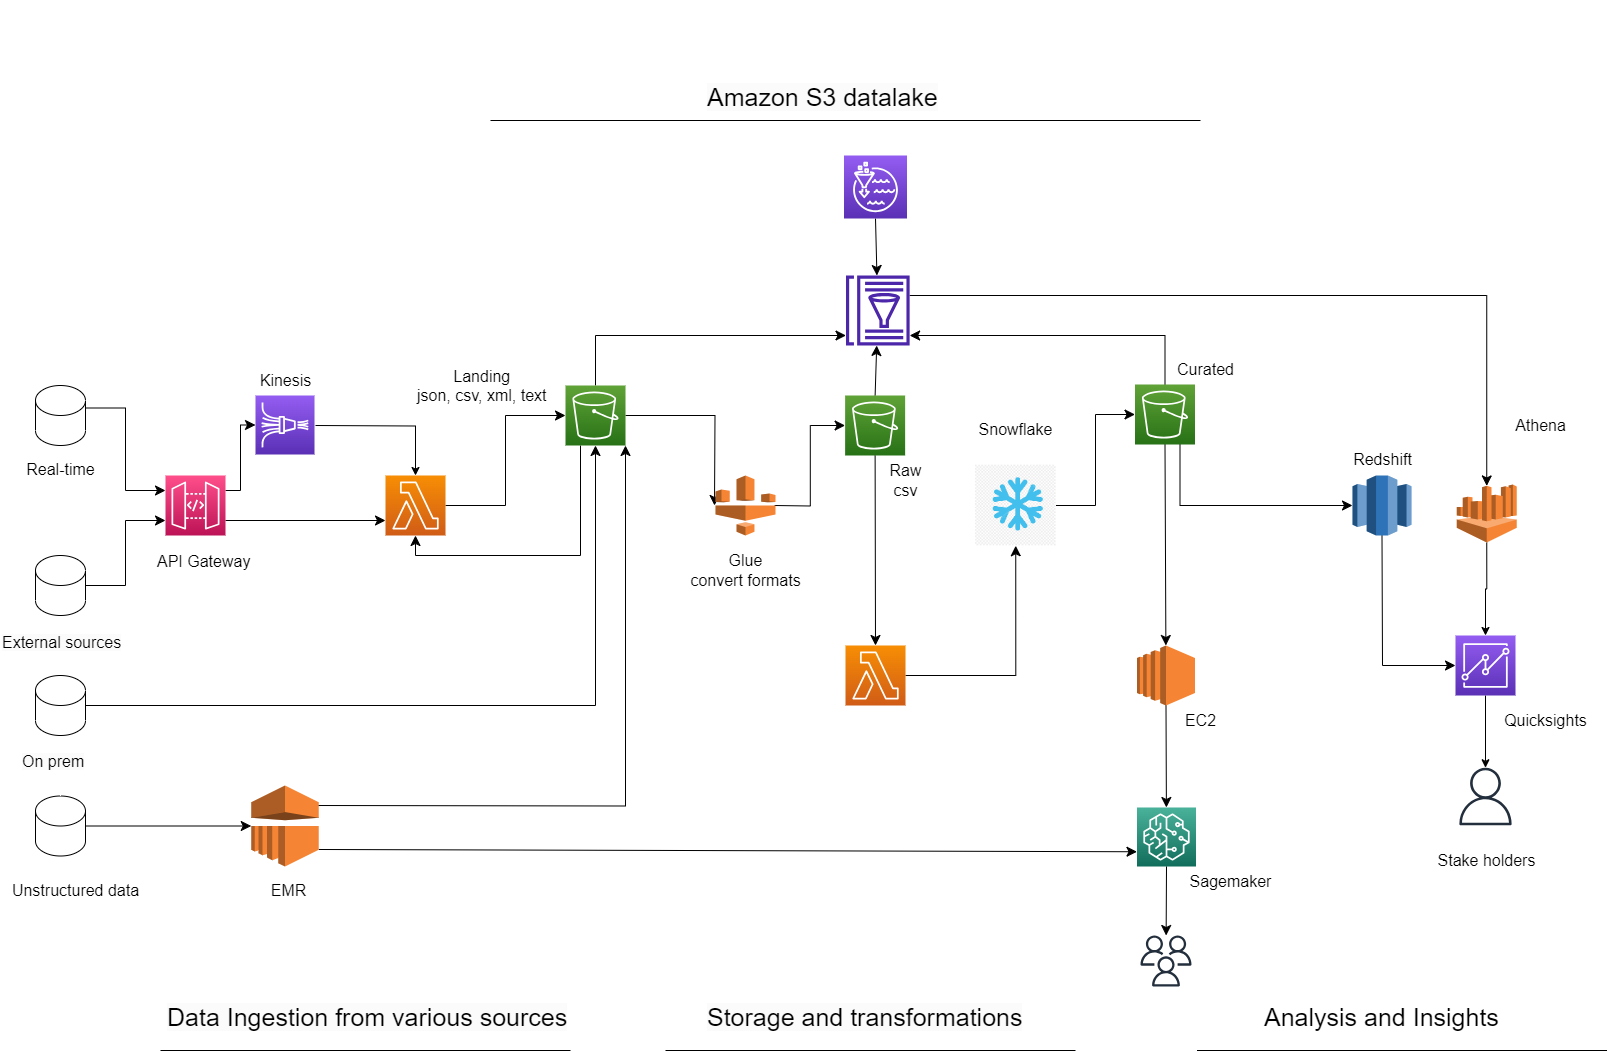 Amazon S3 datalake
Kinesis
Landing
json, csv, xml, text
Curated
Real-time
API Gateway
External sources
On prem
Unstructured data
EMR
Glue
convert formats
Raw
csv
Snowflake
Redshift
Athena
EC2
Quicksights
Sagemaker
Stake holders
Data Ingestion from various sources
Storage and transformations
Analysis and Insights